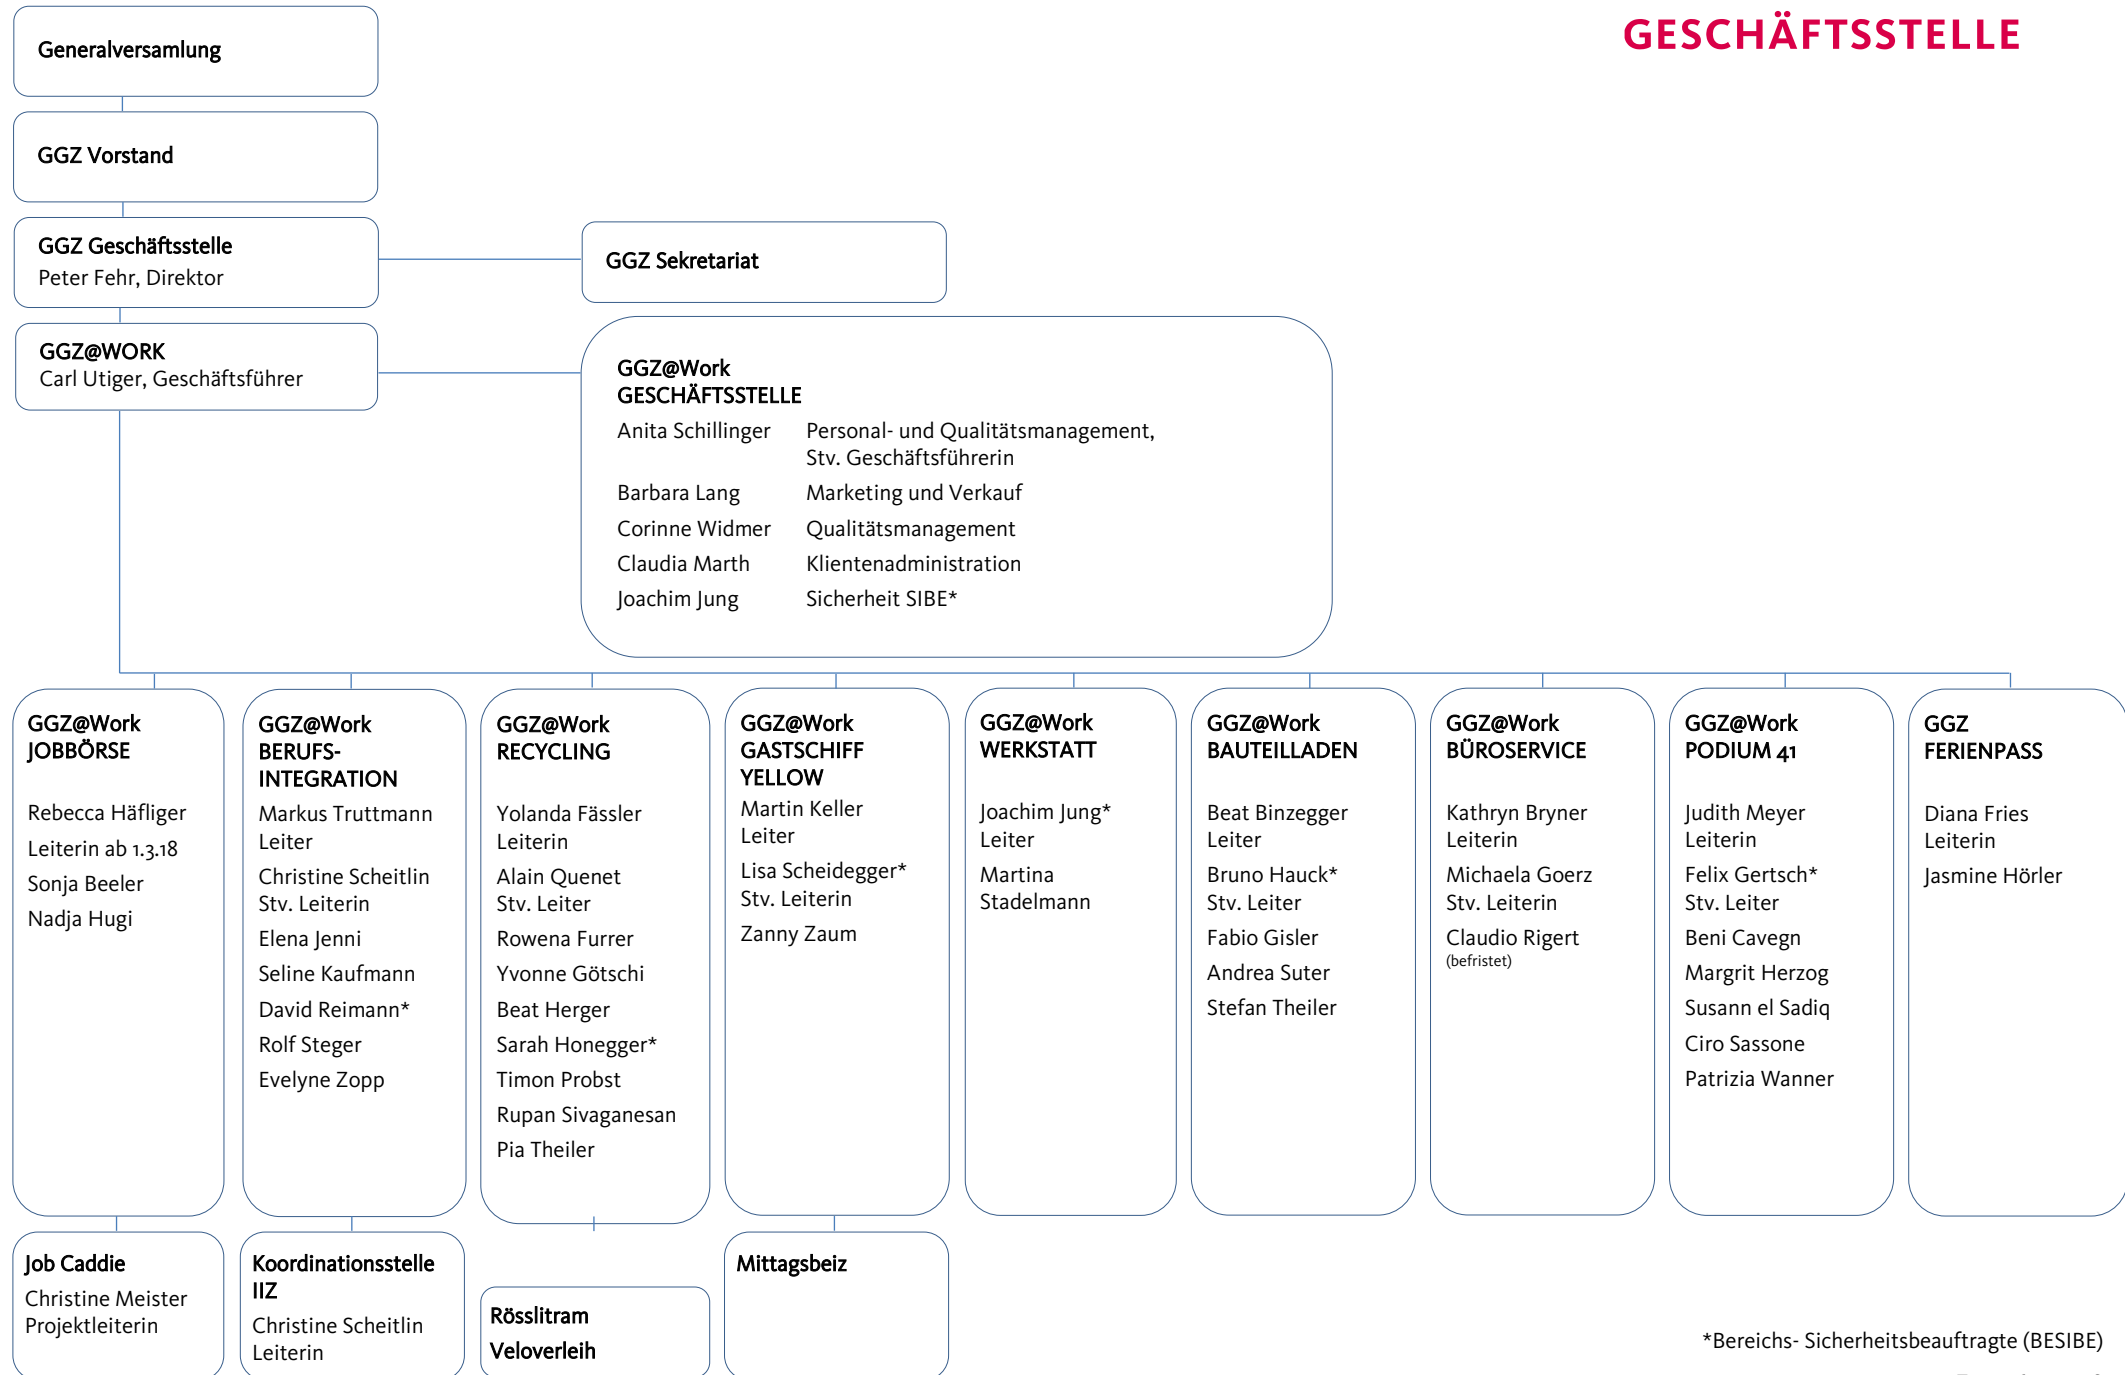 GESCHÄFTSSTELLE
Generalversamlung
GGZ Vorstand
GGZ Geschäftsstelle
Peter Fehr, Direktor
GGZ Sekretariat
GGZ@WORK
Carl Utiger, Geschäftsführer
GGZ@Work
GESCHÄFTSSTELLE
Anita Schillinger Personal- und Qualitätsmanagement,
Stv. Geschäftsführerin
Barbara Lang Marketing und Verkauf
Corinne Widmer Qualitätsmanagement
Claudia Marth Klientenadministration
Joachim Jung Sicherheit SIBE*
GGZ@Work
JOBBÖRSE
Rebecca Häfliger
Leiterin ab 1.3.18
Sonja Beeler
Nadja Hugi
GGZ@Work
BERUFS-
INTEGRATION
Markus Truttmann
Leiter
Christine Scheitlin
Stv. Leiterin
Elena Jenni
Seline Kaufmann
David Reimann*
Rolf Steger
Evelyne Zopp
GGZ@Work
RECYCLING
Yolanda Fässler
Leiterin
Alain Quenet
Stv. Leiter
Rowena Furrer
Yvonne Götschi
Beat Herger
Sarah Honegger*
Timon Probst
Rupan Sivaganesan
Pia Theiler
GGZ@Work
GASTSCHIFF
YELLOW
Martin Keller
Leiter
Lisa Scheidegger*
Stv. Leiterin
Zanny Zaum
GGZ@Work
WERKSTATT
Joachim Jung*
Leiter
Martina
Stadelmann
GGZ@Work
BAUTEILLADEN
Beat Binzegger
Leiter
Bruno Hauck*
Stv. Leiter
Fabio Gisler
Andrea Suter
Stefan Theiler
GGZ@Work
BÜROSERVICE
Kathryn Bryner
Leiterin
Michaela Goerz
Stv. Leiterin
Claudio Rigert
(befristet)
GGZ@Work
PODIUM 41
Judith Meyer
Leiterin
Felix Gertsch*
Stv. Leiter
Beni Cavegn
Margrit Herzog
Susann el Sadiq
Ciro Sassone
Patrizia Wanner
GGZ
FERIENPASS
Diana Fries
Leiterin
Jasmine Hörler
Job Caddie
Christine Meister
Projektleiterin
Koordinationsstelle
IIZ
Christine Scheitlin
Leiterin
Rösslitram
Veloverleih
Mittagsbeiz
*Bereichs- Sicherheitsbeauftragte (BESIBE)